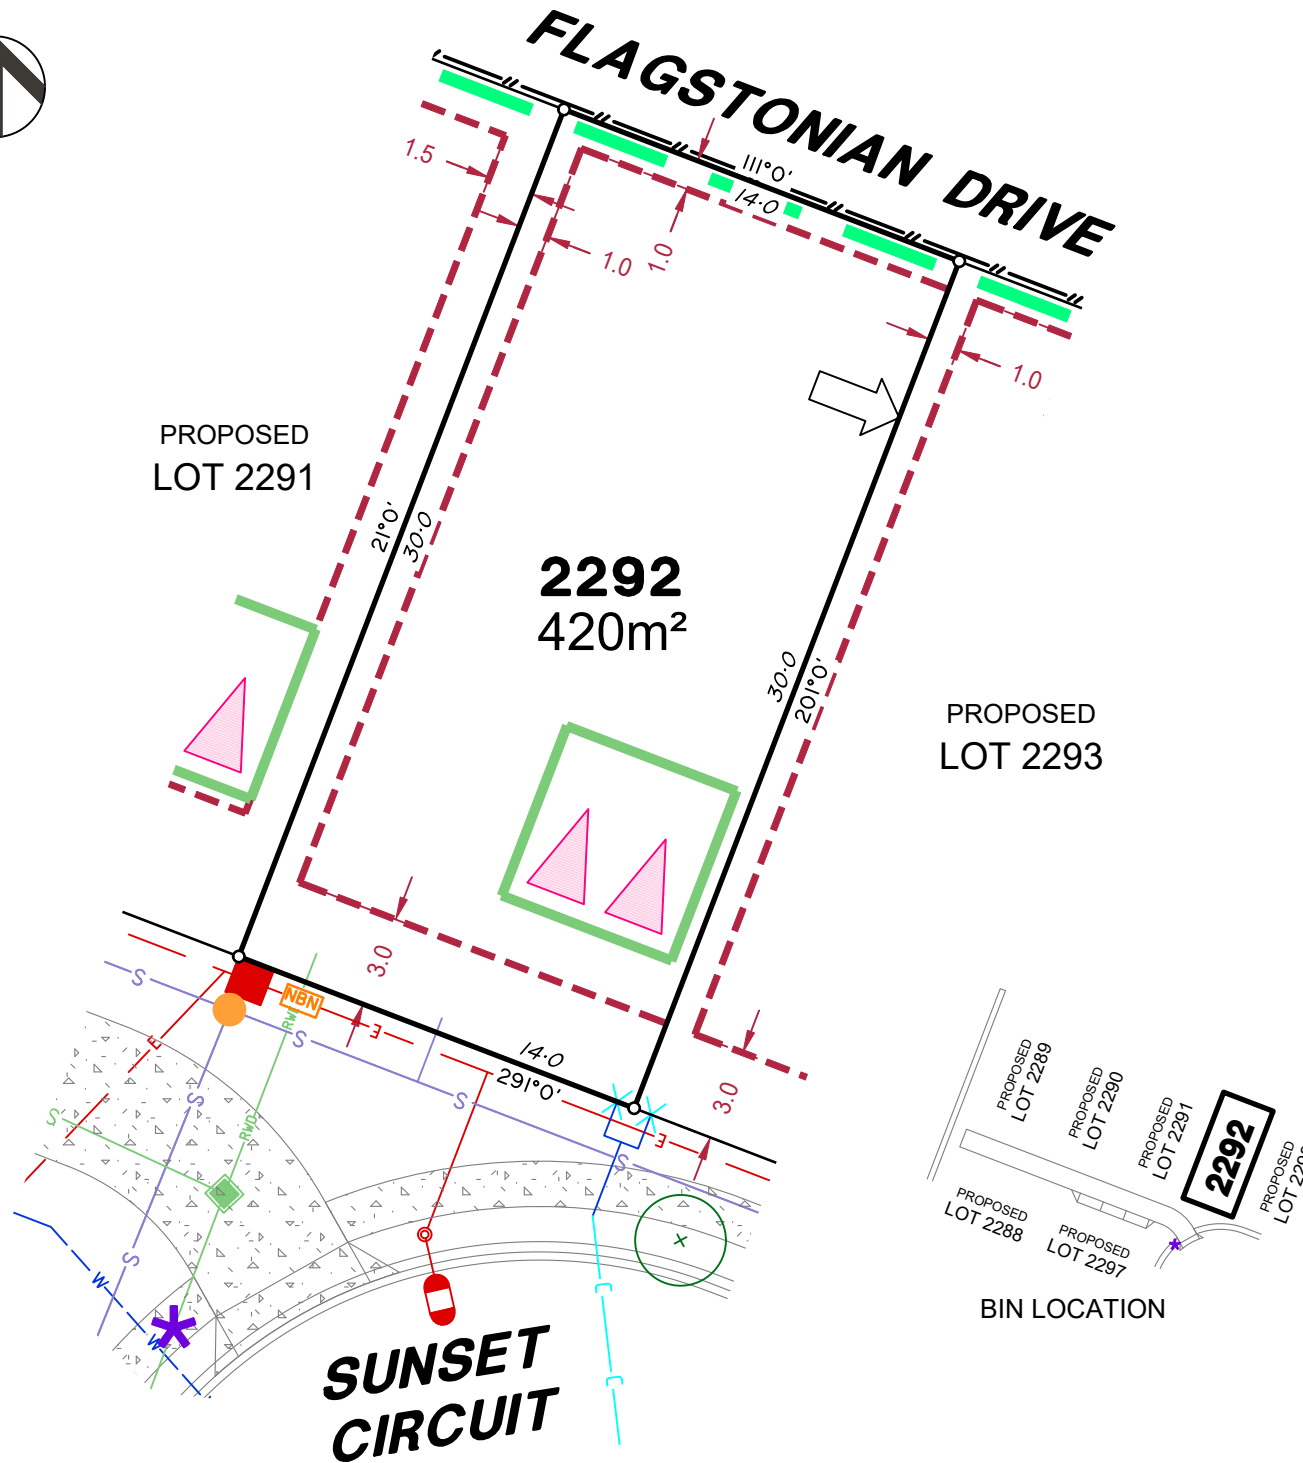 FLAGSTONIAN DRIVE
111°0'
14·0
1.5
1.0
1.0
1.0
PROPOSED
LOT 2291
21°0'
30·0
2292
420m²
30·0
201°0'
PROPOSED
LOT 2293
3.0
S
NBN
RWD
E
S
E
14·0
291°0'
3.0
S
S
S
RWD
E
S
S
W
W
SUNSET
CIRCUIT
PROPOSED
LOT 2289
PROPOSED
LOT 2290
PROPOSED
LOT 2291
2292
PROPOSED
PROPOSED
LOT 2288
PROPOSED
LOT 2297
BIN LOCATION